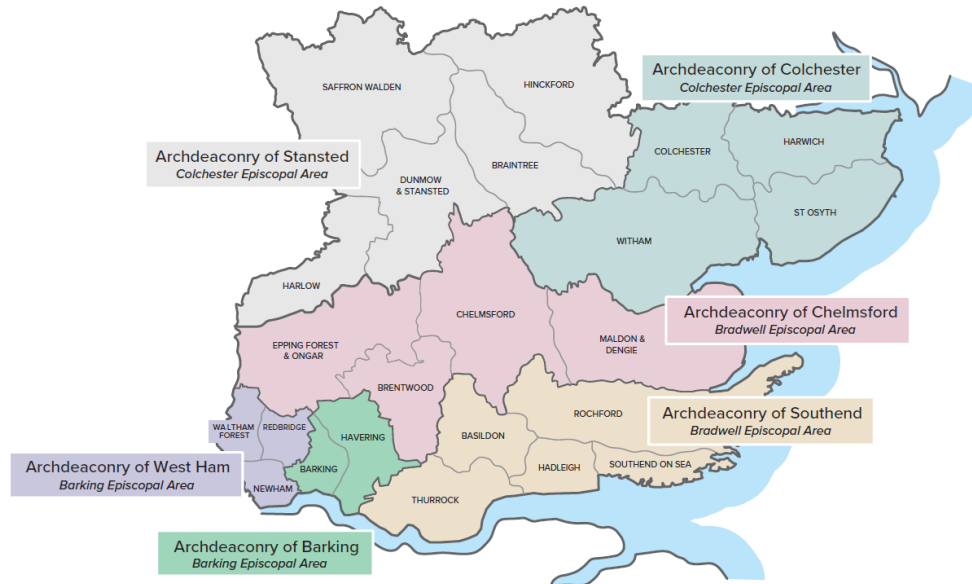 SAFFRON WALDEN
HINCKFORD
Archdeaconry of Colchester
Colchester Episcopal Area
Archdeaconry of Stansted
Colchester Episcopal Area
BRAINTREE
COLCHESTER
HARWICH
DUNMOW
& STANSTED
ST OSYTH
WITHAM
HARLOW
CHELMSFORD
Archdeaconry of Chelmsford
Bradwell Episcopal Area
EPPING FOREST
& ONGAR
MALDON &
DENGIE
BRENTWOOD
ROCHFORD
Archdeaconry of Southend
Bradwell Episcopal Area
WALTHAM
FOREST
REDBRIDGE
HAVERING
BASILDON
Archdeaconry of West Ham
Barking Episcopal Area
BARKING
HADLEIGH
SOUTHEND ON SEA
NEWHAM
THURROCK
Archdeaconry of Barking
Barking Episcopal Area